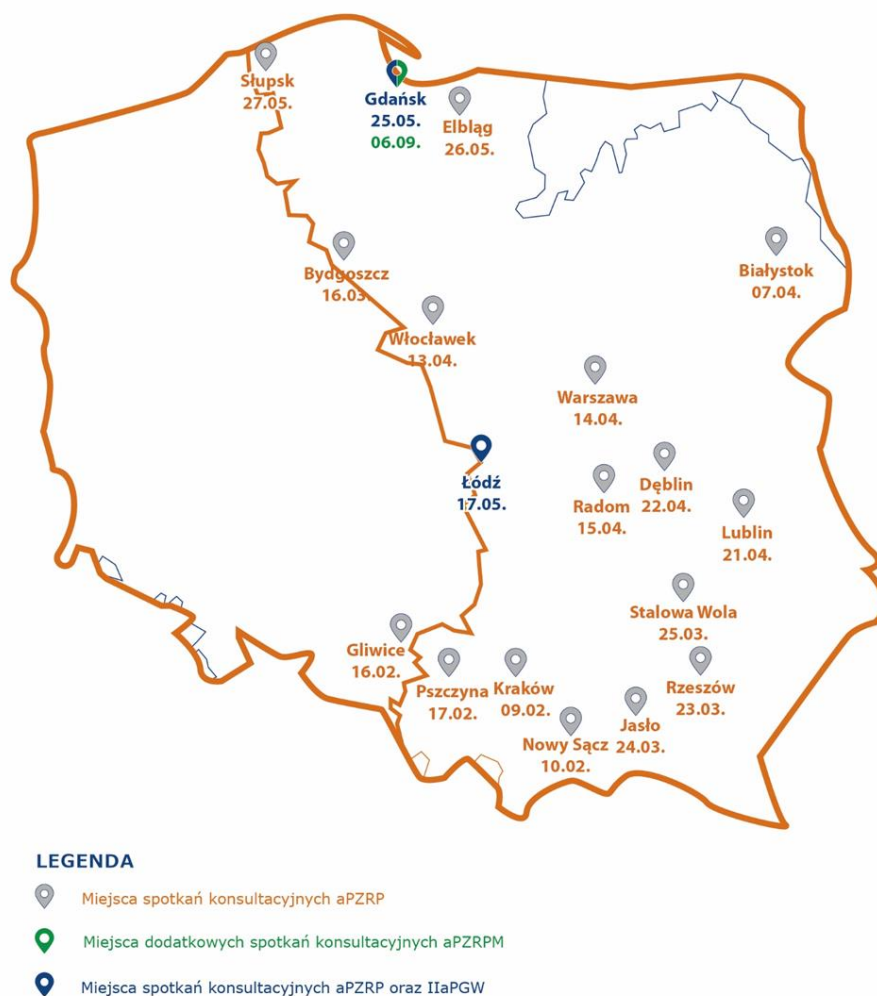 Słupsk
27.05.
Gdańsk
25.05.
06.09.
Elbląg
26.05.
Bydgoszcz
16.03.
Białystok
07.04.
Włocławek
13.04.
Warszawa
14.04.
Łódź
17.05.
Radom
15.04.
Dęblin
22.04.
Lublin
21.04.
Stalowa Wola
25.03.
Gliwice
16.02.
Pszczyna
17.02.
Kraków
09.02.
Nowy Sącz
10.02.
Jasło
24.03.
Rzeszów
23.03.
LEGENDA
Miejsca spotkań konsultacyjnych aPZRP
Miejsca dodatkowych spotkań konsultacyjnych aPZRPM
Miejsca spotkań konsultacyjnych aPZRP oraz IIaPGW